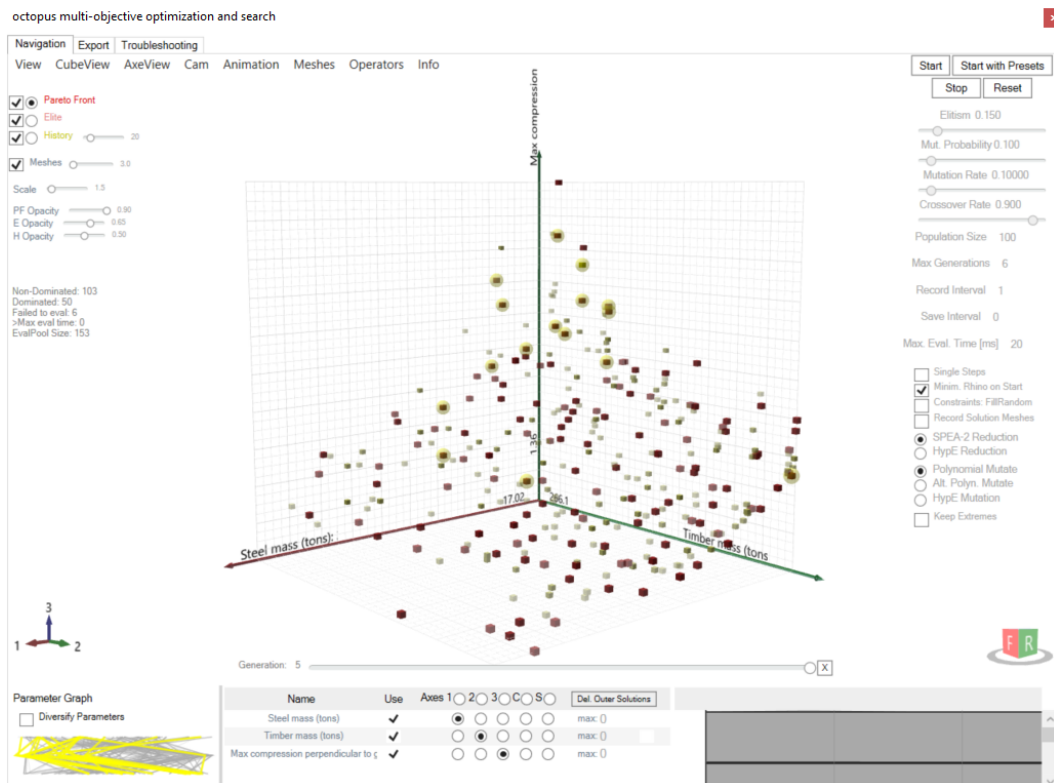 octopus multi-objective optimization and search
Navigation Export Troubleshooting
View CubeView AxeView Cam Animation Meshes Operators Info
Pareto Front
Elite
History 20
Meshes 3.0
Scale 1.5
PF Opacity 0.90
E Opacity 0.65
H Opacity 0.50
Non-Dominated: 103
Dominated: 50
Failed to eval: 6
>Max eval time: 0
EvalPool Size: 153
Max compression
136
-17.02
256.1
Steel mass (tons):
Timber mass (tons
3
1 2
Generation: 5
X
Start Start with Presets
Stop Reset
Elitism 0.150
Mut. Probability 0.100
Mutation Rate 0.10000
Crossover Rate 0.900
Population Size 100
Max Generations 6
Record Interval 1
Save Interval 0
Max. Eval. Time [ms] 20
Single Steps
Minim. Rhino on Start
Constraints: FillRandom
Record Solution Meshes
SPEA-2 Reduction
HypE Reduction
Polynomial Mutate
Alt. Polyn. Mutate
HypE Mutation
Keep Extremes
F R
Parameter Graph
Diversify Parameters
Name Use Axes 1 2 3 C S Del. Outer Solutions
Steel mass (tons) max: ()
Timber mass (tons) max: ()
Max compression perpendicular to g max: ()